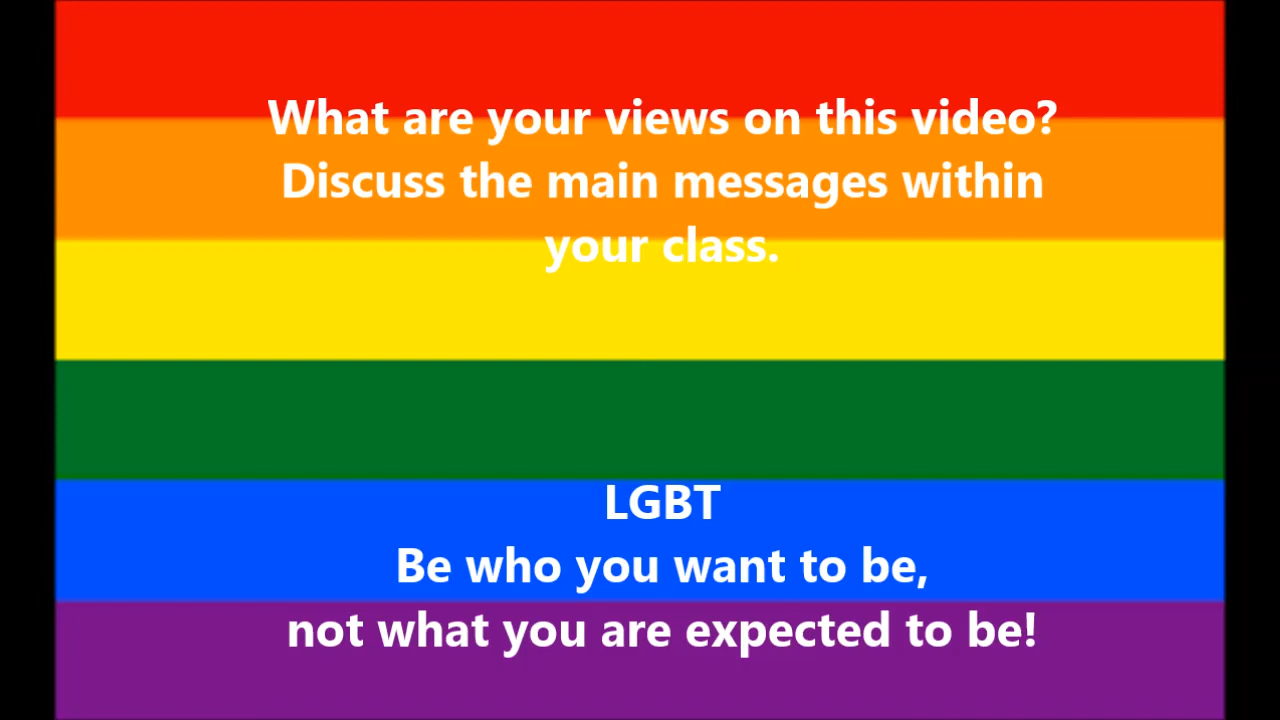 What are your views on this video?
Discuss the main messages within
your class.
LGBT
Be who you want to be,
not what you are expected to be!